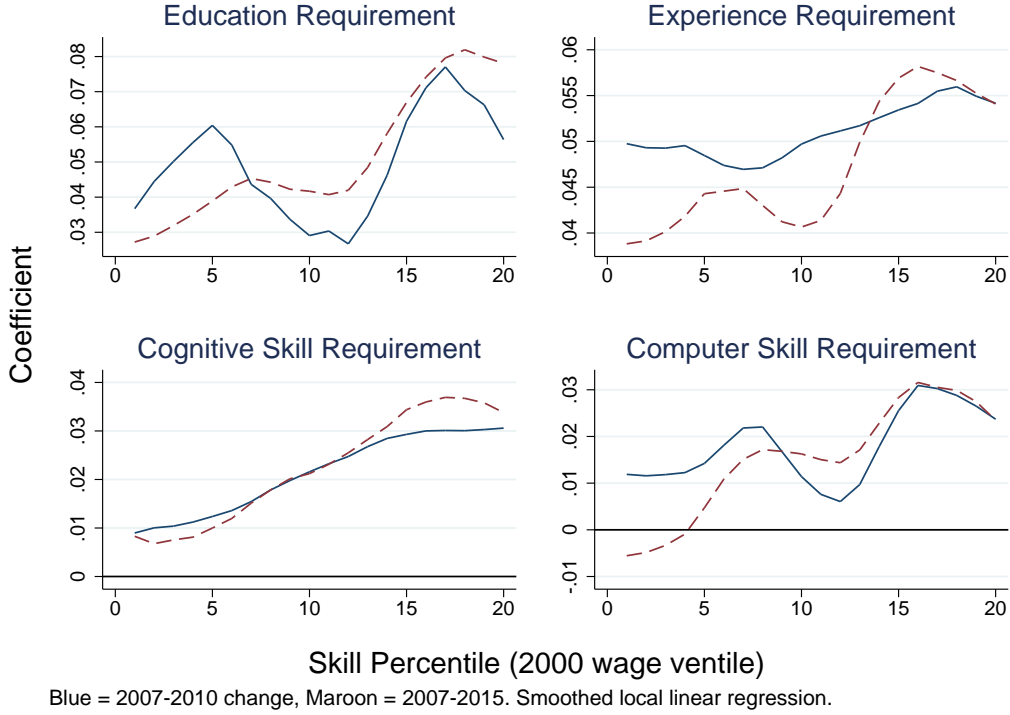 Education Requirement
Experience Requirement
Coefficient
.03 .04 .05 .06 .07 .08
0 5 10 15 20
.04 .045 .05 .055 .06
0 5 10 15 20
Cognitive Skill Requirement
Computer Skill Requirement
0 .01 .02 .03 .04
0 5 10 15 20
-.01 0 .01 .02 .03
0 5 10 15 20
Skill Percentile (2000 wage ventile)
Blue = 2007-2010 change, Maroon = 2007-2015. Smoothed local linear regression.